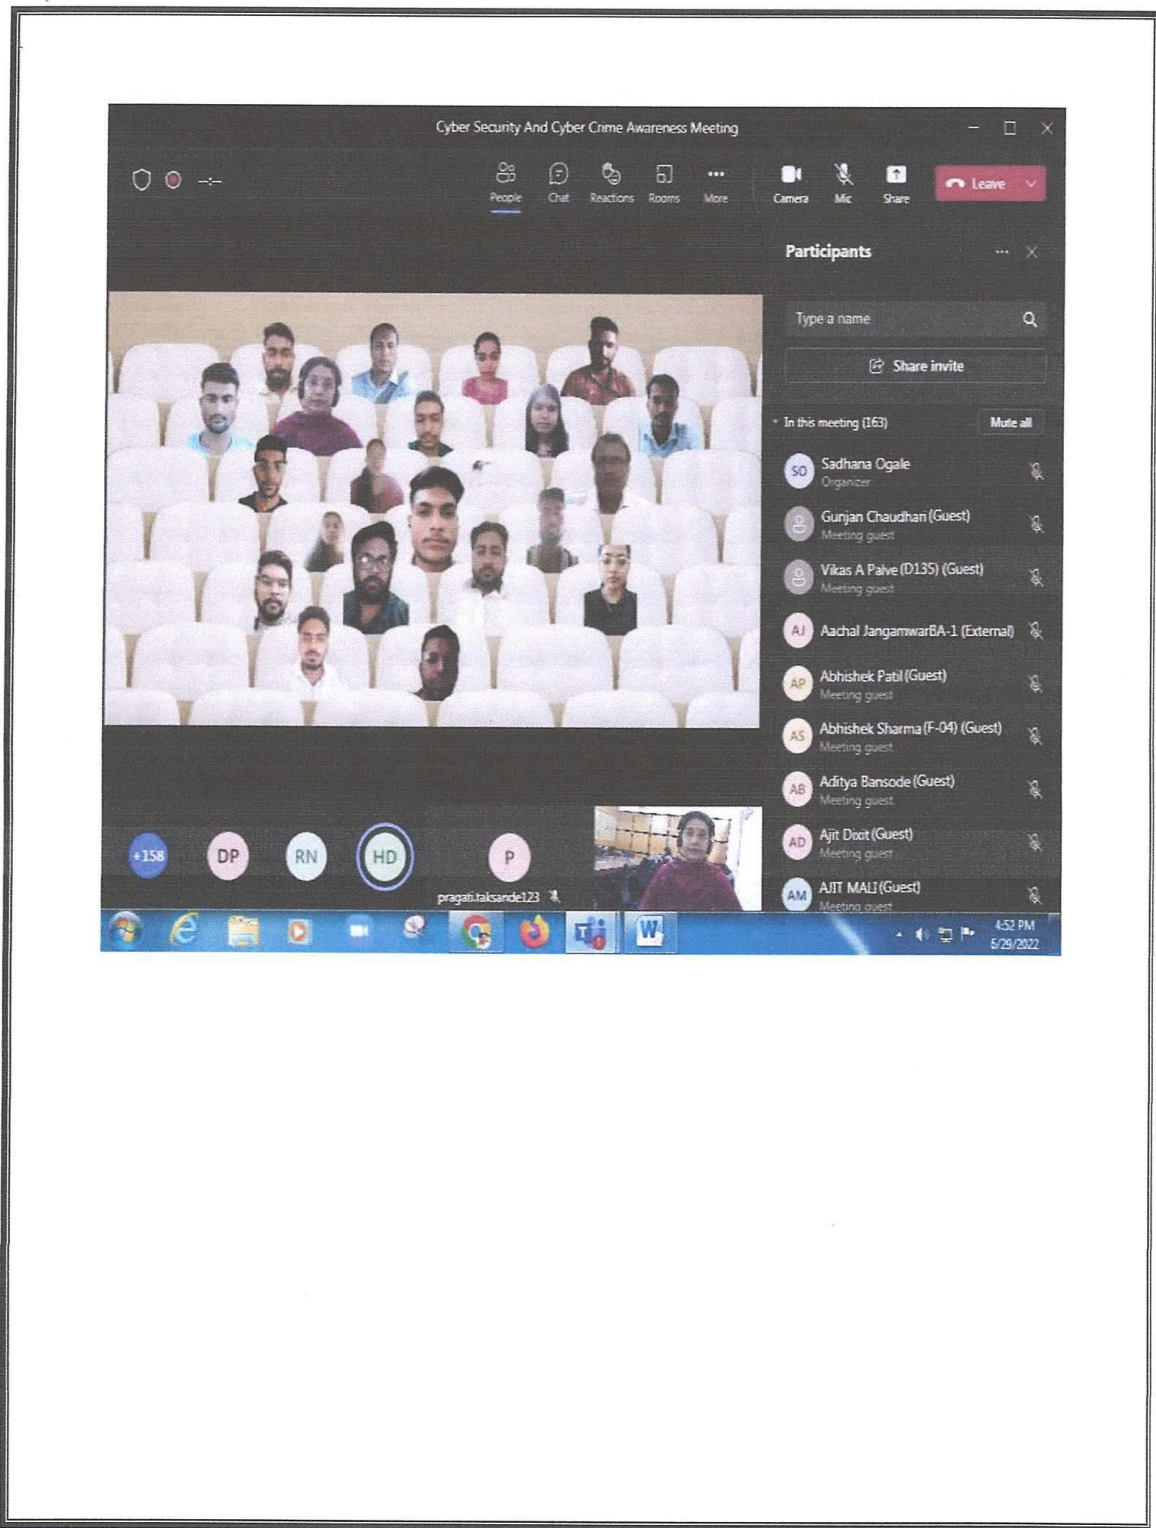 Cyber Security And Cyber Crime Awareness Meeting
--:--
People Chat Reactions Rooms More Camera Mic Share Leave
Participants
Type a name
Share invite
In this meeting (163) Mute all
SO Sadhana Ogale
Organizer
Gunjan Chaudhari (Guest)
Meeting guest
Vikas A Palve (D135) (Guest)
Meeting guest
AJ Aachal JangamwarBA-1 (External)
AP Abhishek Patil (Guest)
Meeting guest
AS Abhishek Sharma (F-04) (Guest)
Meeting guest
AB Aditya Bansode (Guest)
Meeting guest
AD Ajit Dixit (Guest)
Meeting guest
AM AJIT MALI (Guest)
Meeting guest
+158 DP RN HD P
pragati.taksande123
W
4:52 PM
6/29/2022